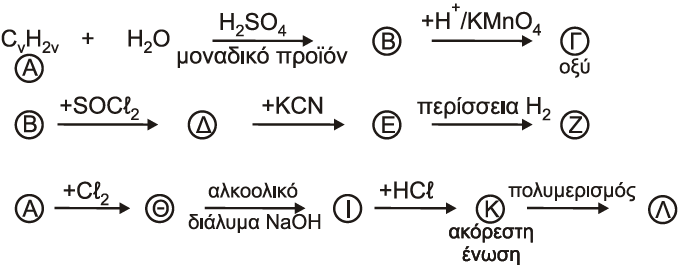 CνH2ν + H2O H2SO4 μοναδικό προϊόν Β +H+/KMnO4 Γ
Α οξύ
Β +SOCℓ2 Δ +KCN Ε περίσσεια H2 Ζ
Α +Cℓ2 Θ αλκοολικό διάλυμα NaOH Ι +HCℓ Κ πολυμερισμός Λ
ακόρεστη
ένωση